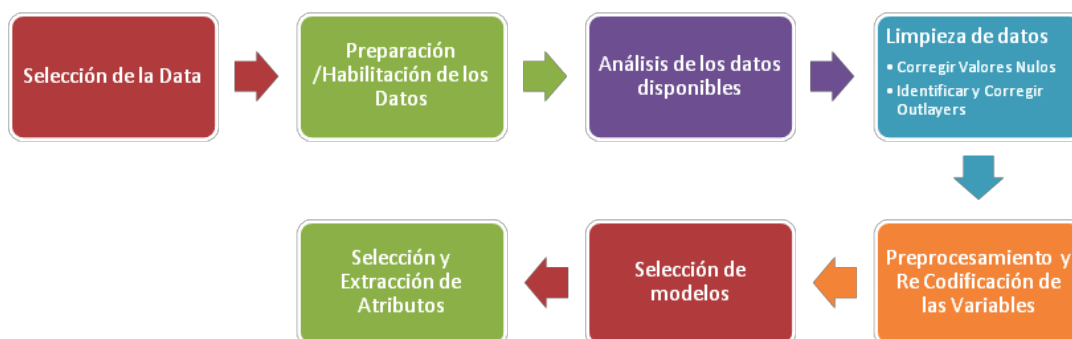 Selección de la Data
Preparación
/Habilitación de los
Datos
Análisis de los datos
disponibles
Limpieza de datos
• Corregir Valores Nulos
• Identificar y Corregir
Outlayers
Preprocesamiento y
Re Codificación de
las Variables
Selección de
modelos
Selección y
Extracción de
Atributos